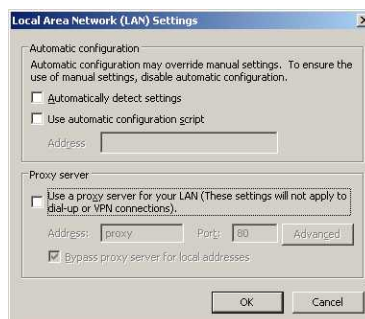 Local Area Network (LAN) Settings
Automatic configuration
Automatic configuration may override manual settings. To ensure the
use of manual settings, disable automatic configuration.
Automatically detect settings
Use automatic configuration script
Address
Proxy server
Use a proxy server for your LAN (These settings will not apply to
dial-up or VPN connections).
Address: proxy Port: 80 Advanced
Bypass proxy server for local addresses
OK Cancel